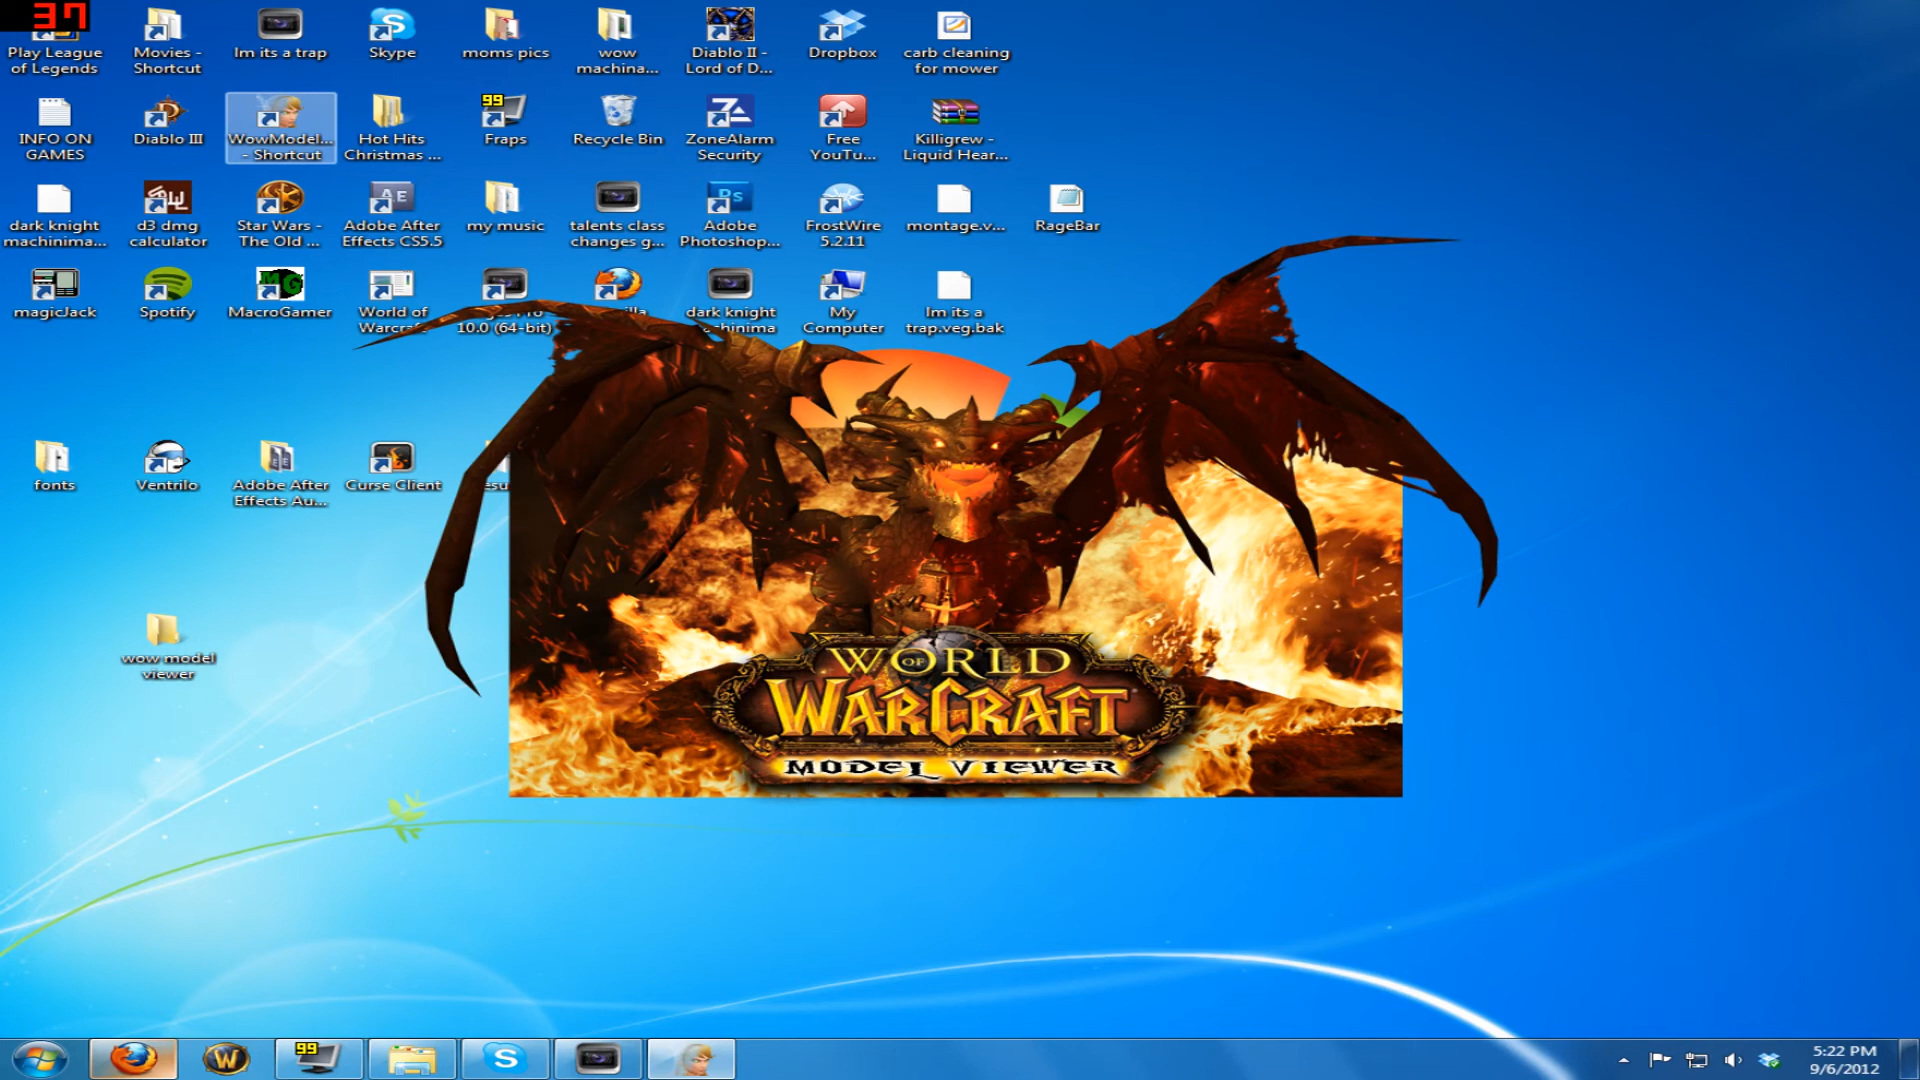 37
Play League
of Legends
Movies -
Shortcut
Im its a trap
Skype
moms pics
wow
machina...
Diablo II -
Lord of D...
Dropbox
carb cleaning
for mower
INFO ON
GAMES
Diablo III
WowModel...
- Shortcut
Hot Hits
Christmas ...
99
Fraps
Recycle Bin
ZoneAlarm
Security
Free
YouTu...
Killigrew -
Liquid Hear...
dark knight
machinima...
d3 dmg
calculator
Star Wars -
The Old ...
AE
Adobe After
Effects CS5.5
my music
talents class
changes g...
Ps
Adobe
Photoshop...
FrostWire
5.2.11
montage.v...
RageBar
magicJack
Spotify
MG
MacroGamer
World of
Warcraf
10.0 (64-bit)
dark knight
machinima
My
Computer
Im its a
trap.veg.bak
fonts
Ventrilo
Adobe After
Effects Au...
Curse Client
wow model
viewer
WORLD
OF
WARCRAFT
MODEL VIEWER
W
99
S
5:22 PM
9/6/2012